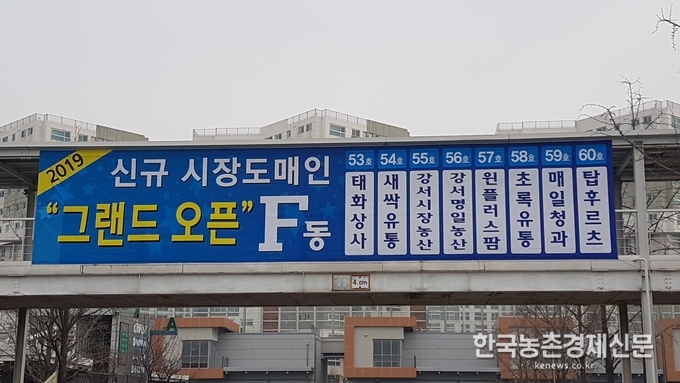 2019
신규 시장도매인
"그랜드 오픈" F동
53호 태화상사
54호 새싹유통
55호 강서시장농산
56호 강서명일농산
57호 원플러스팜
58호 초록유통
59호 매일청과
60호 탑후르츠
4.0m
A
한국농촌경제신문
kenews.co.kr